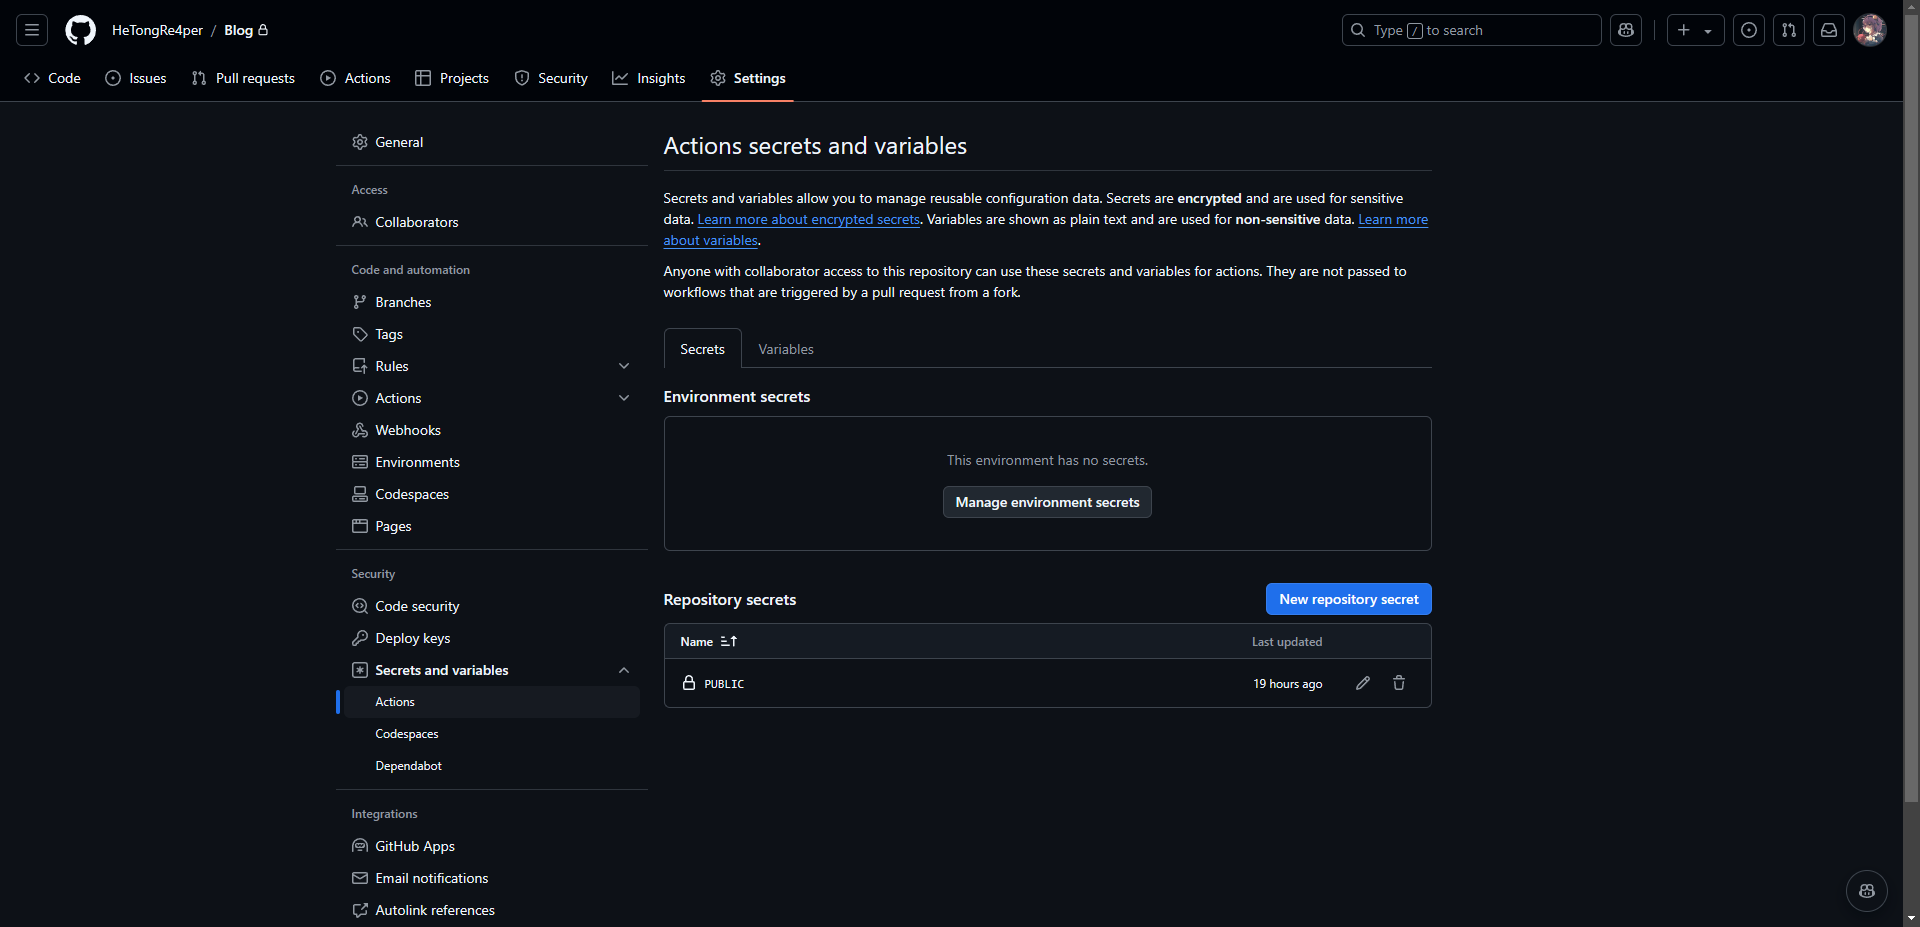 HeTongRe4per / Blog
Type / to search
Code
Issues
Pull requests
Actions
Projects
Security
Insights
Settings
General
Access
Collaborators
Code and automation
Branches
Tags
Rules
Actions
Webhooks
Environments
Codespaces
Pages
Security
Code security
Deploy keys
Secrets and variables
Actions
Codespaces
Dependabot
Integrations
GitHub Apps
Email notifications
Autolink references
Actions secrets and variables
Secrets and variables allow you to manage reusable configuration data. Secrets are encrypted and are used for sensitive
data. Learn more about encrypted secrets. Variables are shown as plain text and are used for non-sensitive data. Learn more
about variables.
Anyone with collaborator access to this repository can use these secrets and variables for actions. They are not passed to
workflows that are triggered by a pull request from a fork.
Secrets
Variables
Environment secrets
This environment has no secrets.
Manage environment secrets
Repository secrets
New repository secret
Name
Last updated
PUBLIC
19 hours ago